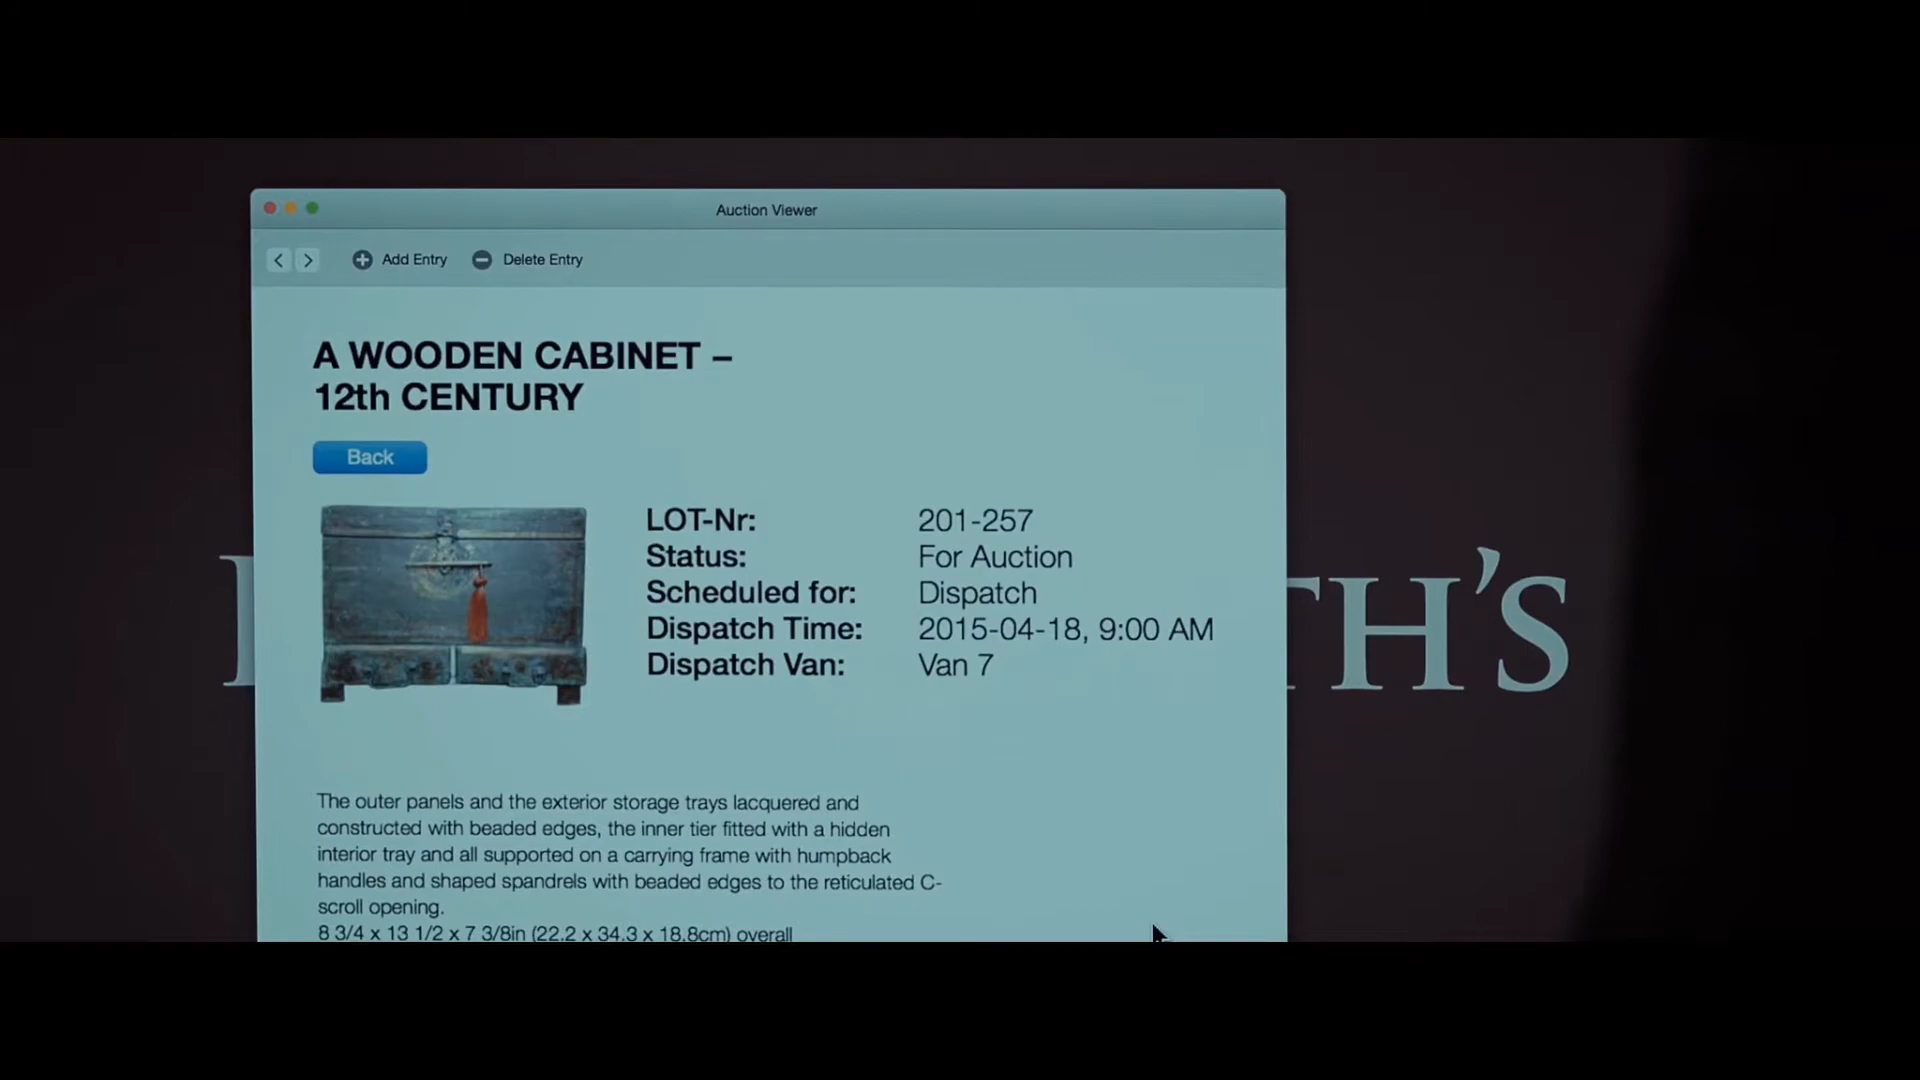 Auction Viewer
Add Entry Delete Entry
A WOODEN CABINET –
12th CENTURY
Back
LOT-Nr: 201-257
Status: For Auction
Scheduled for: Dispatch
Dispatch Time: 2015-04-18, 9:00 AM
Dispatch Van: Van 7
TH'S
The outer panels and the exterior storage trays lacquered and
constructed with beaded edges, the inner tier fitted with a hidden
interior tray and all supported on a carrying frame with humpback
handles and shaped spandrels with beaded edges to the reticulated C-
scroll opening.
8 3/4 x 13 1/2 x 7 3/8in (22.2 x 34.3 x 18.8cm) overall